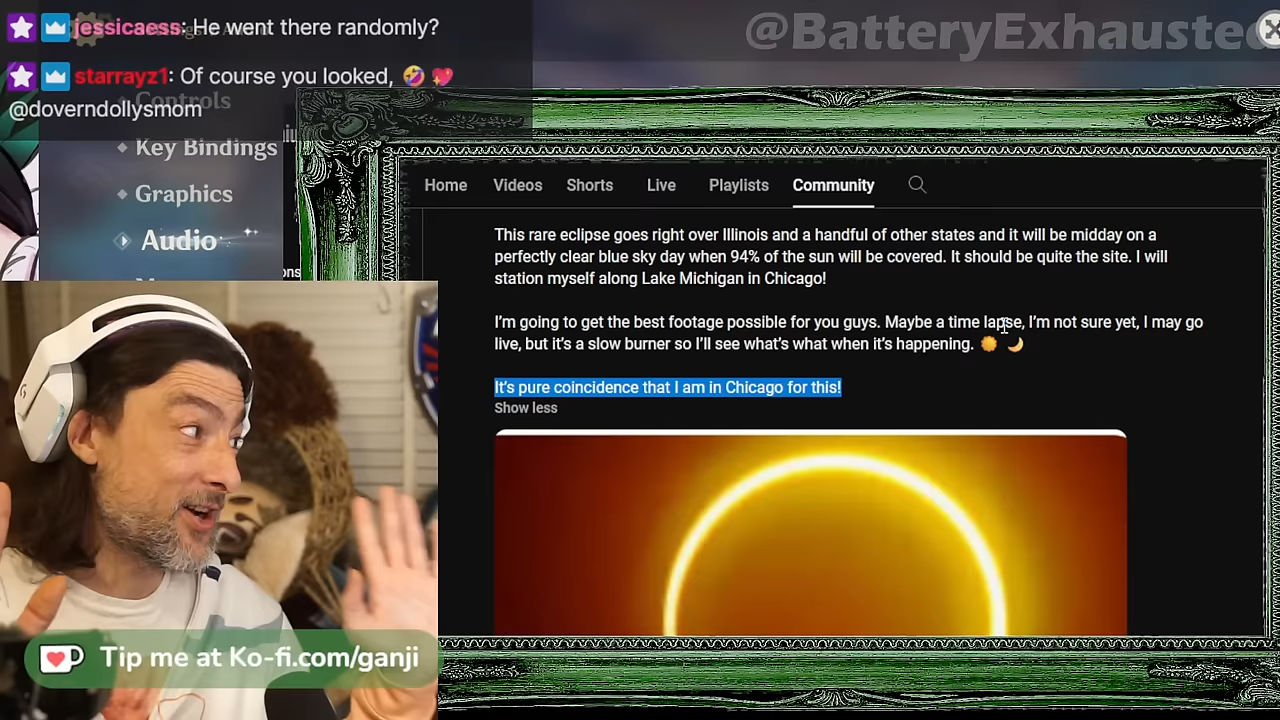 jessicaess: He went there randomly?
starrayz1: Of course you looked, 🤣 💖
@doverndollysmom
@BatteryExhausted
Controls
Key Bindings
Graphics
Audio
Home Videos Shorts Live Playlists Community
This rare eclipse goes right over Illinois and a handful of other states and it will be midday on a
perfectly clear blue sky day when 94% of the sun will be covered. It should be quite the site. I will
station myself along Lake Michigan in Chicago!
I'm going to get the best footage possible for you guys. Maybe a time lapse, I'm not sure yet, I may go
live, but it's a slow burner so I'll see what's what when it's happening. ☀️ 🌙
It's pure coincidence that I am in Chicago for this!
Show less
G
Tip me at Ko-fi.com/ganji